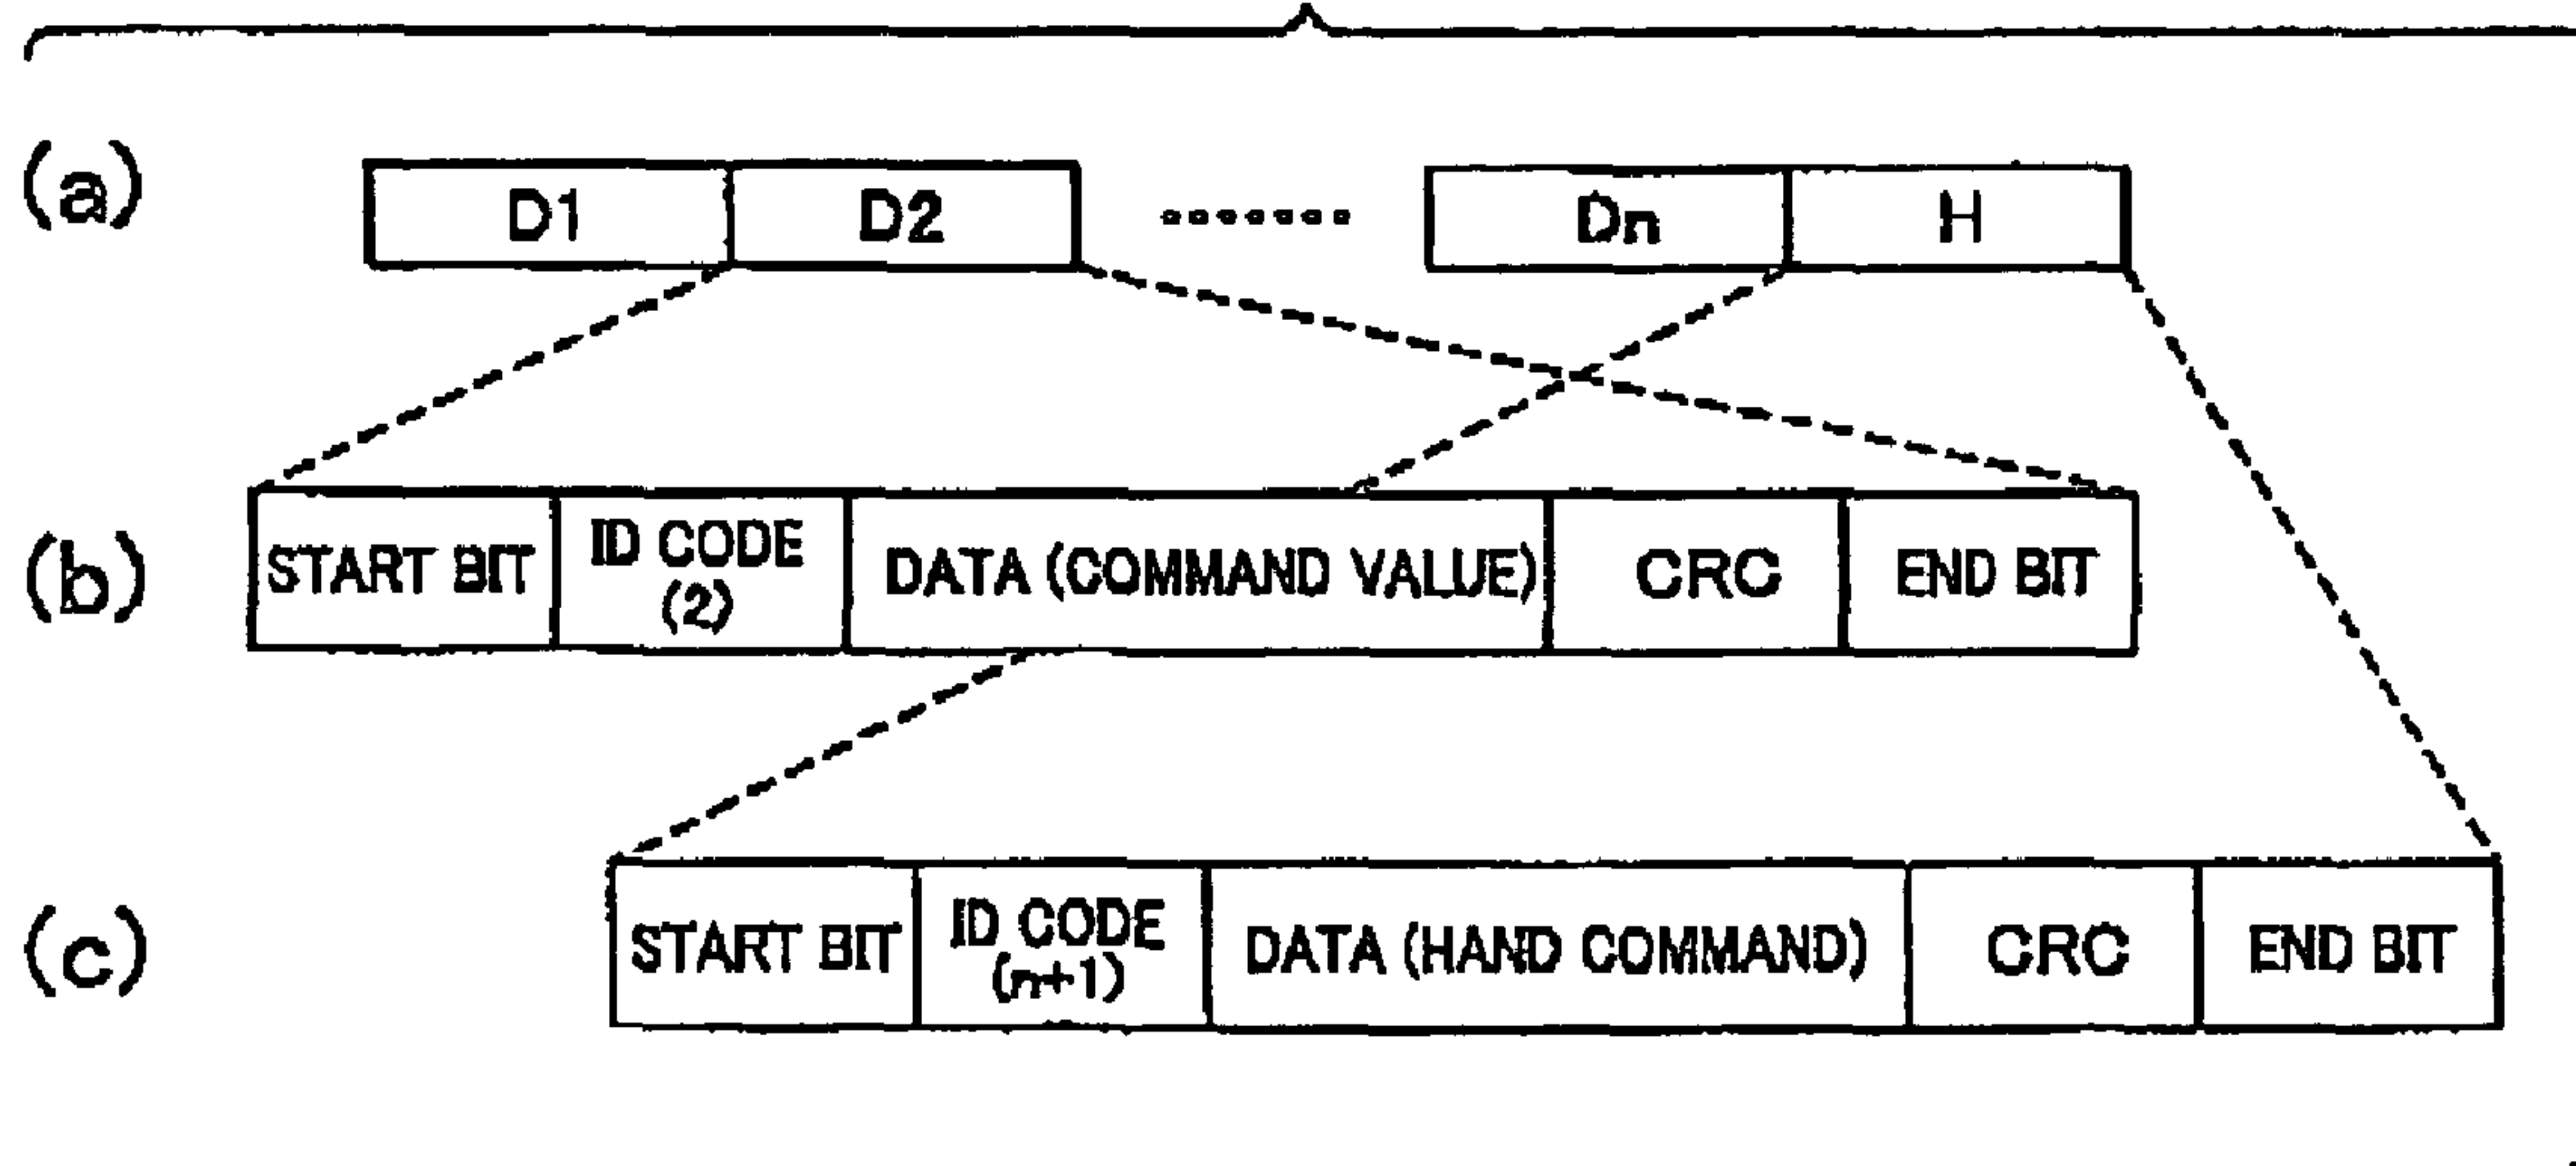 (a)
D1 D2 ....... Dn H
(b)
START BIT ID CODE DATA (COMMAND VALUE) CRC END BIT
(2)
(c)
START BIT ID CODE DATA (HAND COMMAND) CRC END BIT
(n+1)